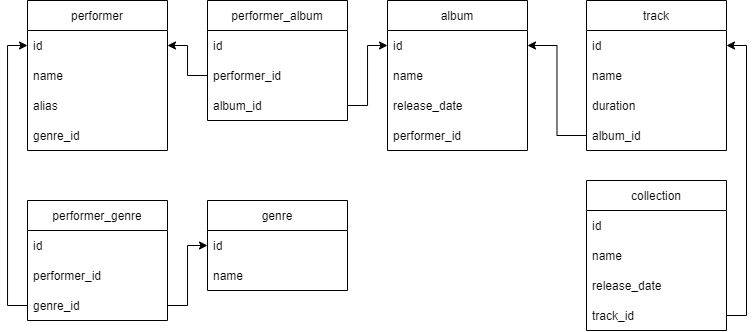 performer
id
name
alias
genre_id
performer_album
id
performer_id
album_id
album
id
name
release_date
performer_id
track
id
name
duration
album_id
performer_genre
id
performer_id
genre_id
genre
id
name
collection
id
name
release_date
track_id